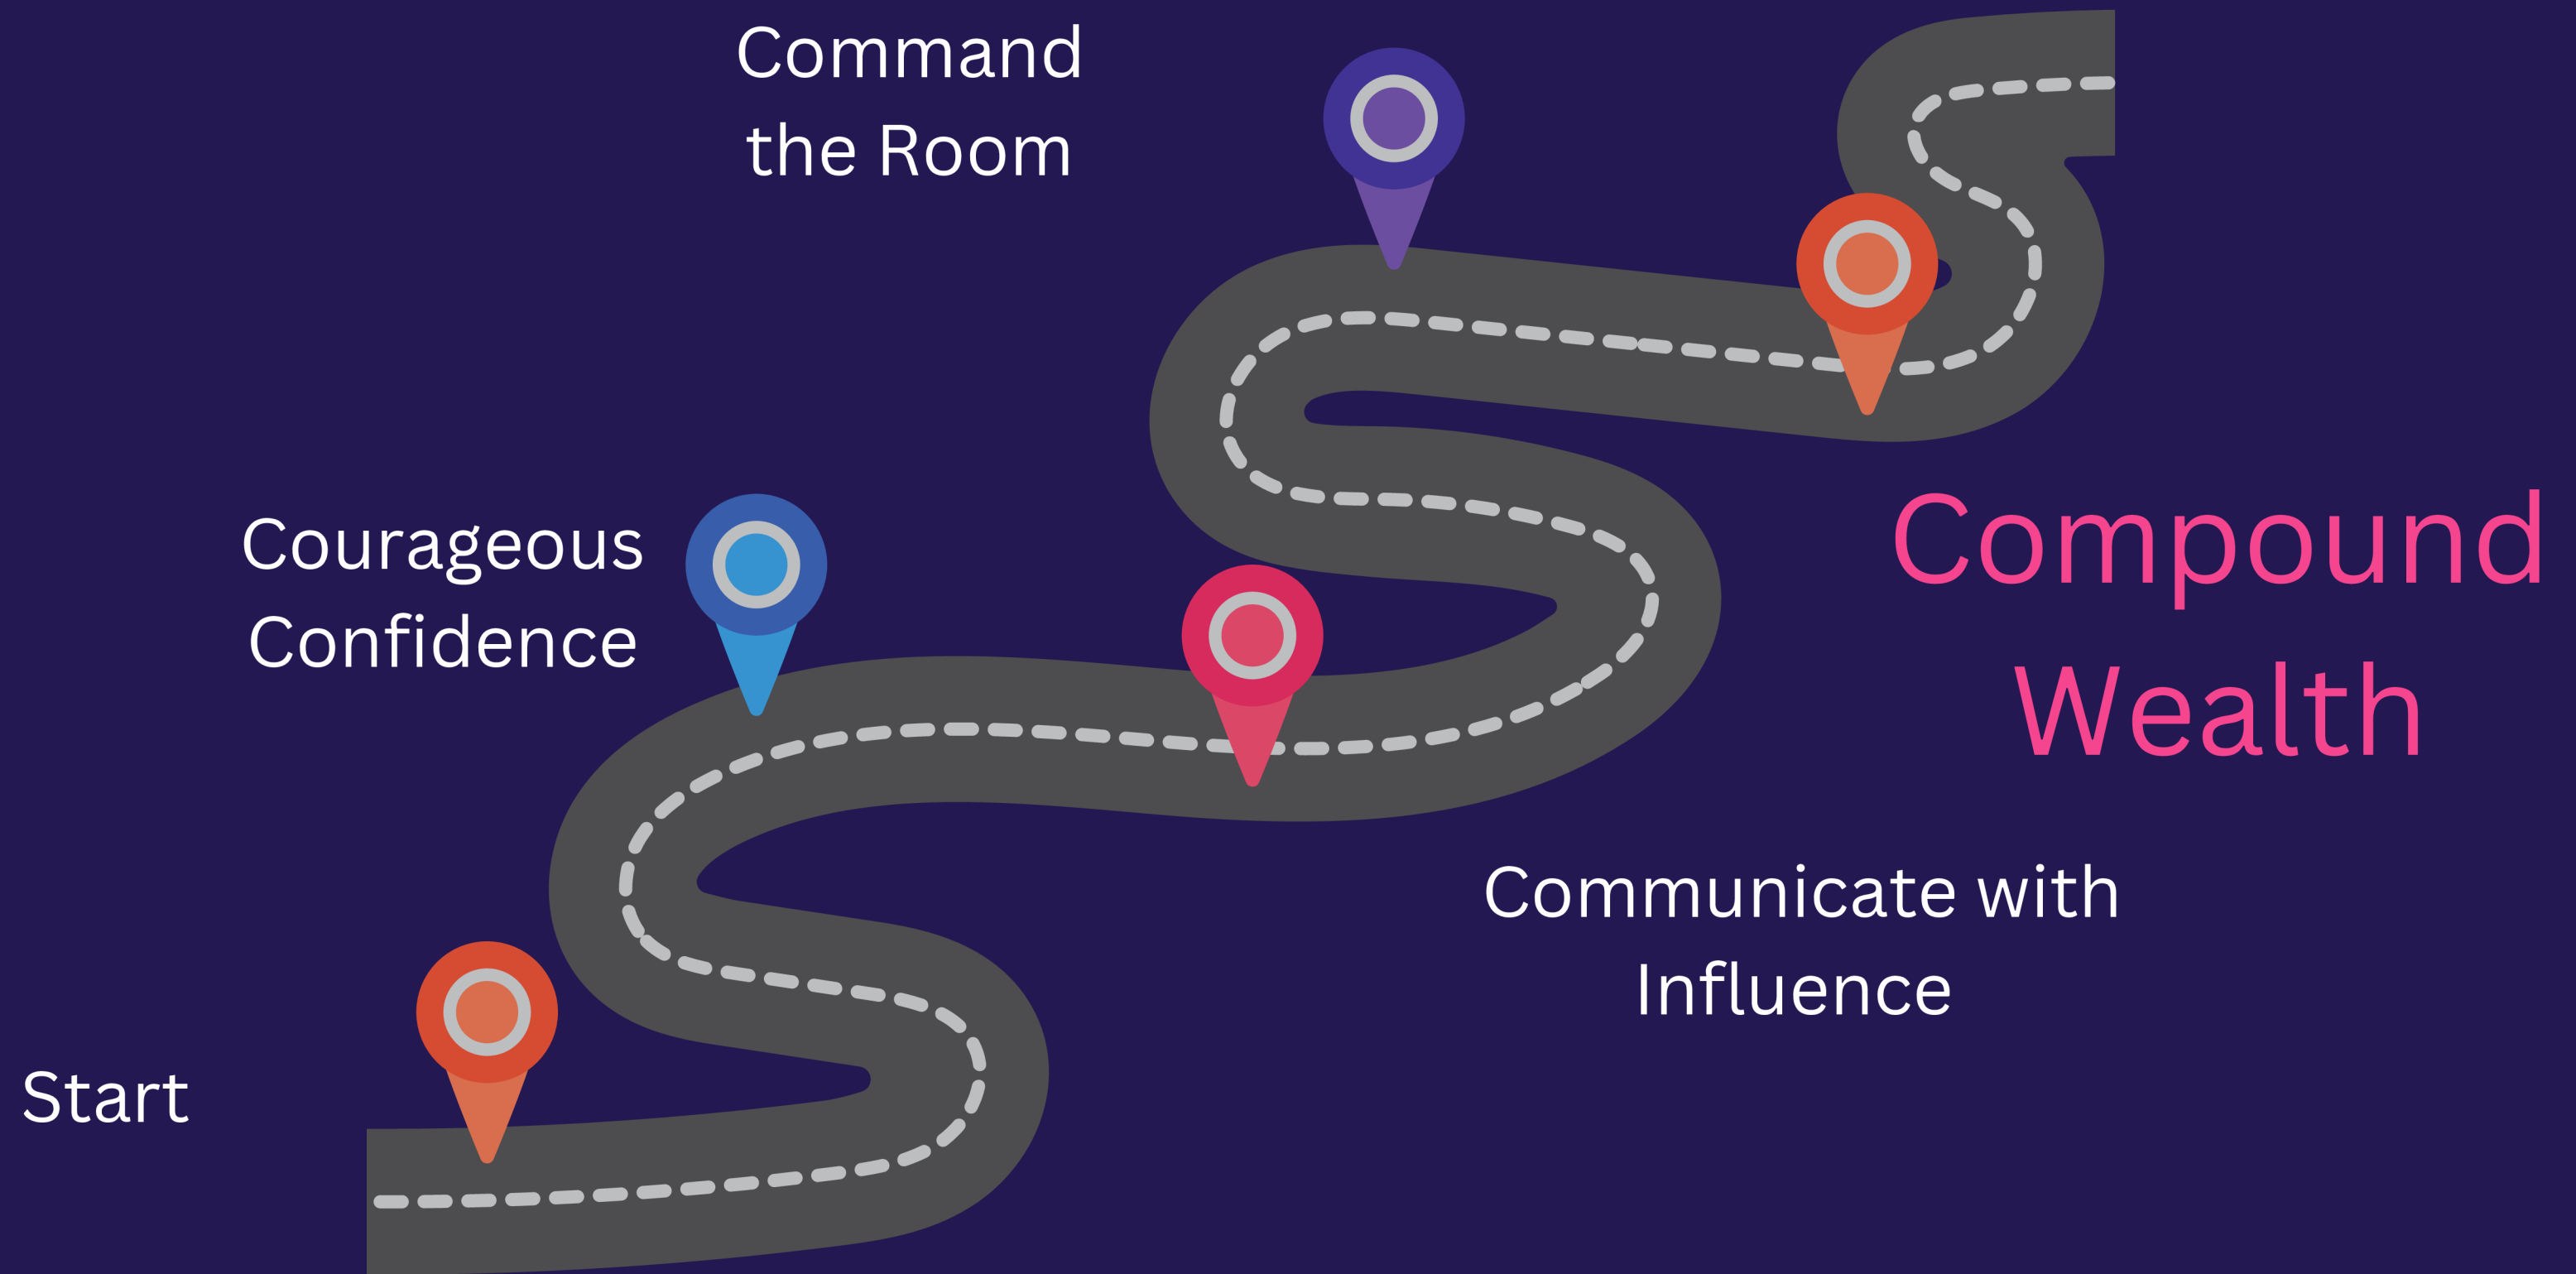 Command
the Room
Courageous
Confidence
Compound
Wealth
Communicate with
Influence
Start